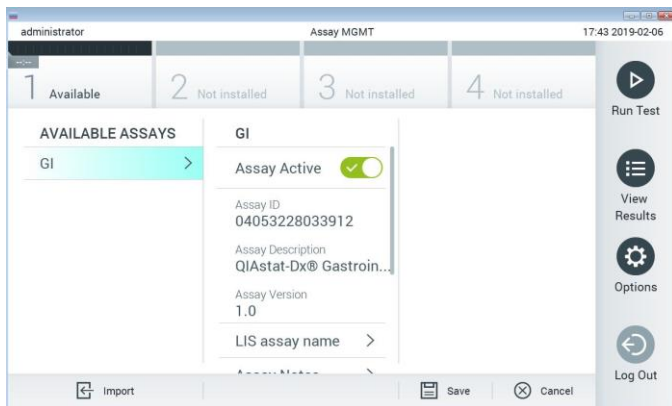 administrator Assay MGMT 17:43 2019-02-06
1 Available 2 Not installed 3 Not installed 4 Not installed
Run Test
AVAILABLE ASSAYS GI
GI > Assay Active
View
Results
Assay ID
04053228033912
Assay Description
QIAstat-Dx® Gastroin...
Options
Assay Version
1.0
LIS assay name >
Assay Notes
Import Save Cancel
Log Out